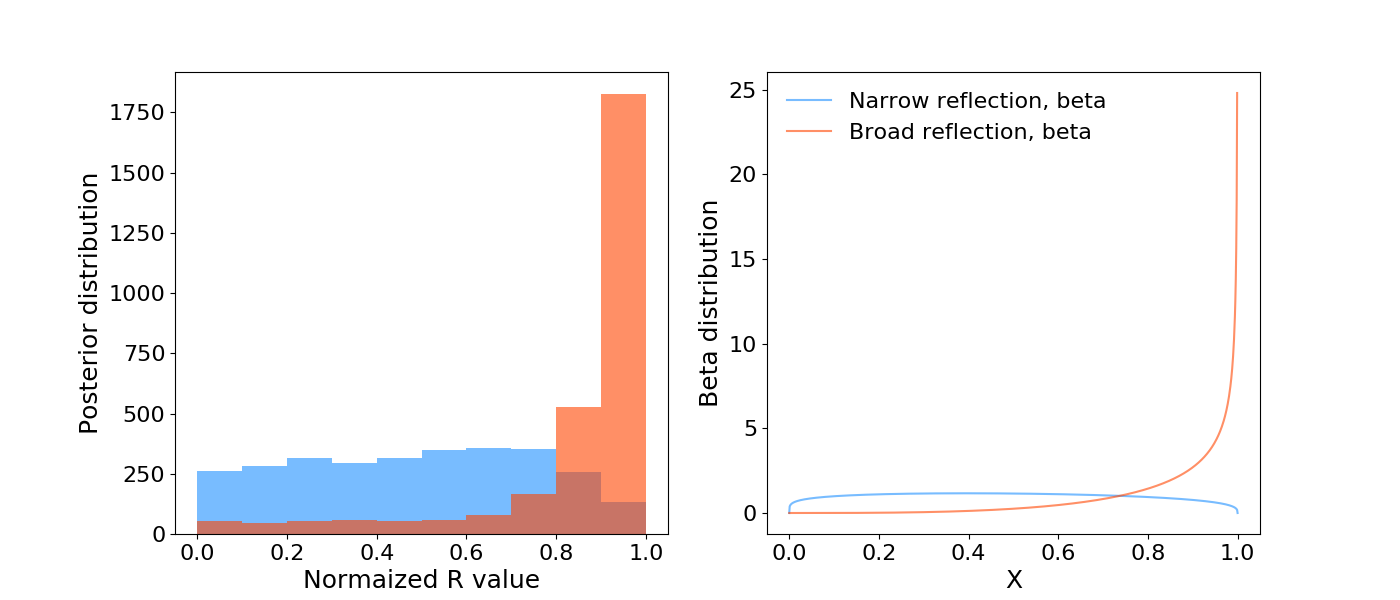 Posterior distribution
1750
1500
1250
1000
750
500
250
0
0.0 0.2 0.4 0.6 0.8 1.0
Normaized R value
Beta distribution
25
20
15
10
5
0
Narrow reflection, beta
Broad reflection, beta
0.0 0.2 0.4 0.6 0.8 1.0
X